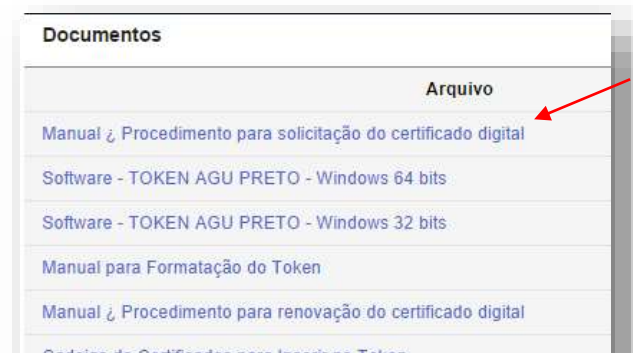 Documentos
Arquivo
Manual ¿ Procedimento para solicitação do certificado digital
Software - TOKEN AGU PRETO - Windows 64 bits
Software - TOKEN AGU PRETO - Windows 32 bits
Manual para Formatação do Token
Manual ¿ Procedimento para renovação do certificado digital